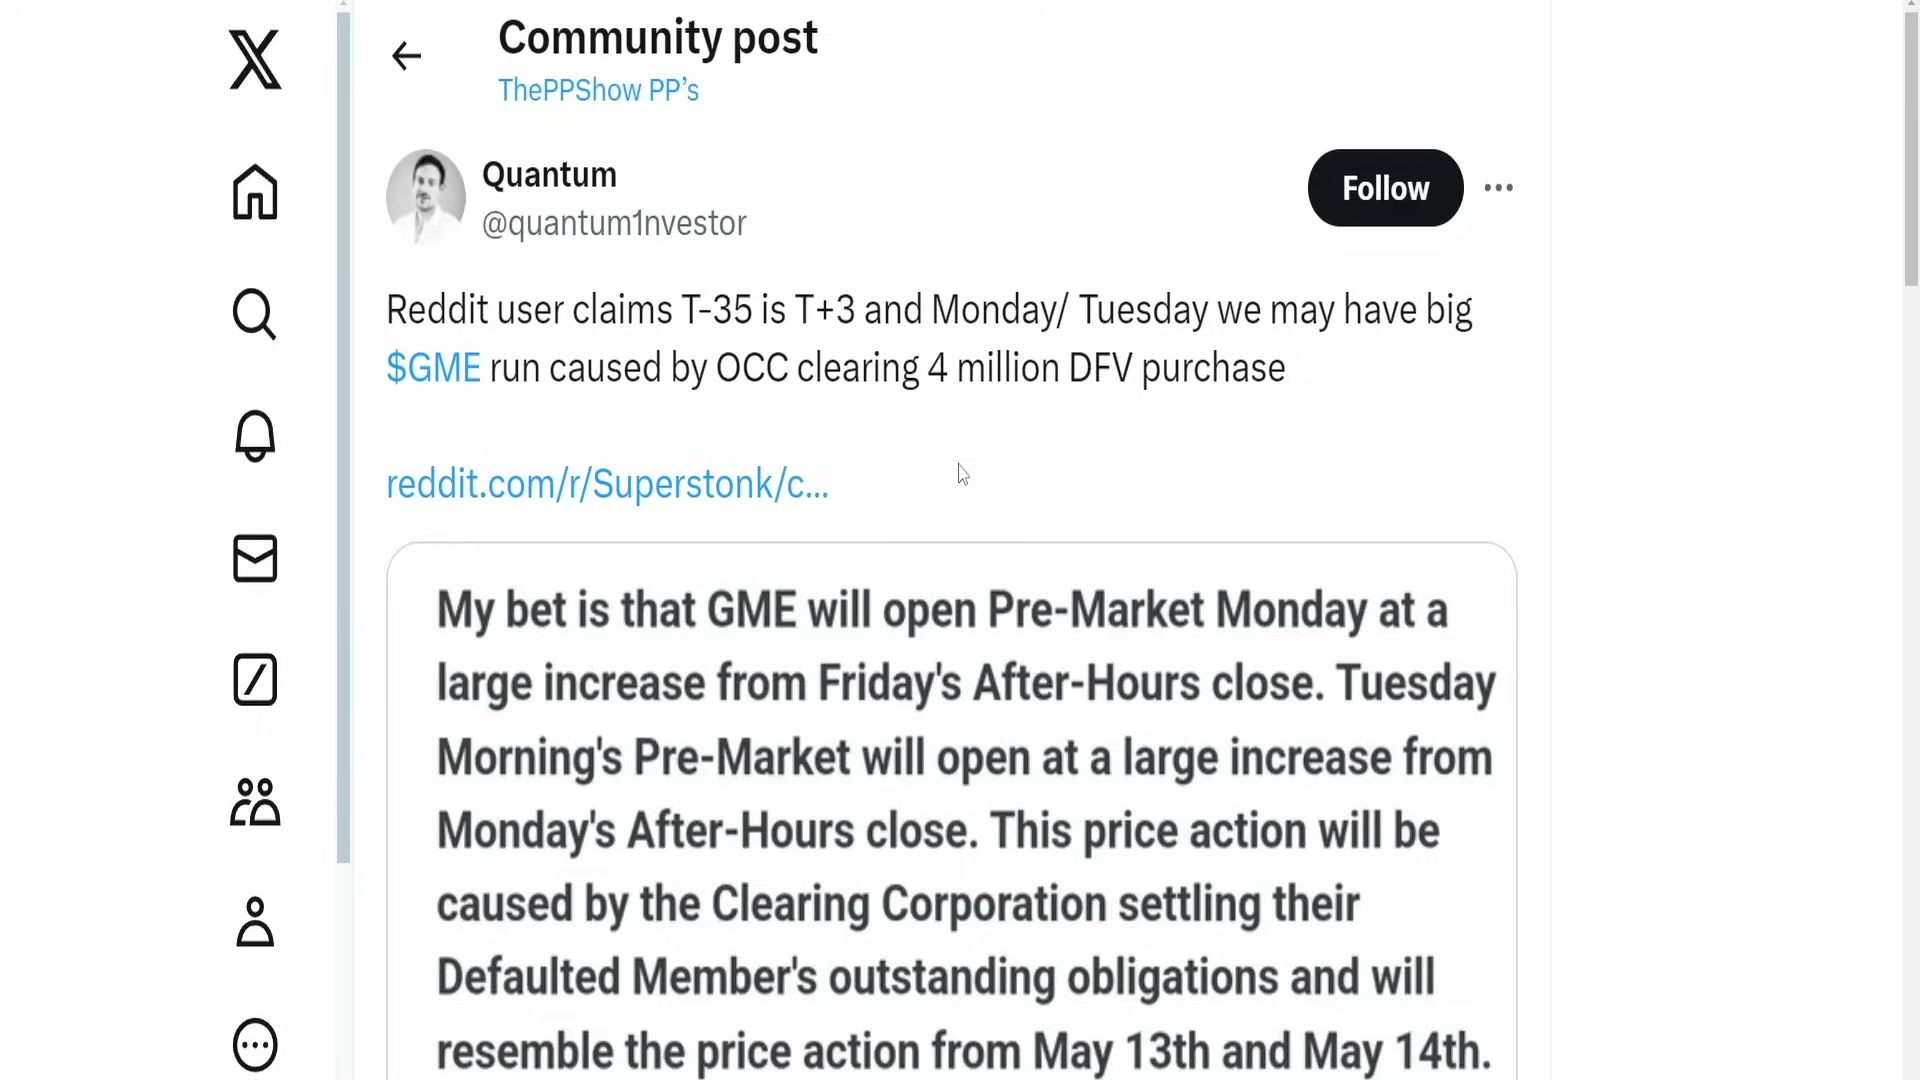 Community post
ThePPShow PP’s
Quantum
@quantum1nvestor
Follow
Reddit user claims T-35 is T+3 and Monday/ Tuesday we may have big
$GME run caused by OCC clearing 4 million DFV purchase
reddit.com/r/Superstonk/c...
My bet is that GME will open Pre-Market Monday at a
large increase from Friday's After-Hours close. Tuesday
Morning's Pre-Market will open at a large increase from
Monday's After-Hours close. This price action will be
caused by the Clearing Corporation settling their
Defaulted Member's outstanding obligations and will
resemble the price action from May 13th and May 14th.